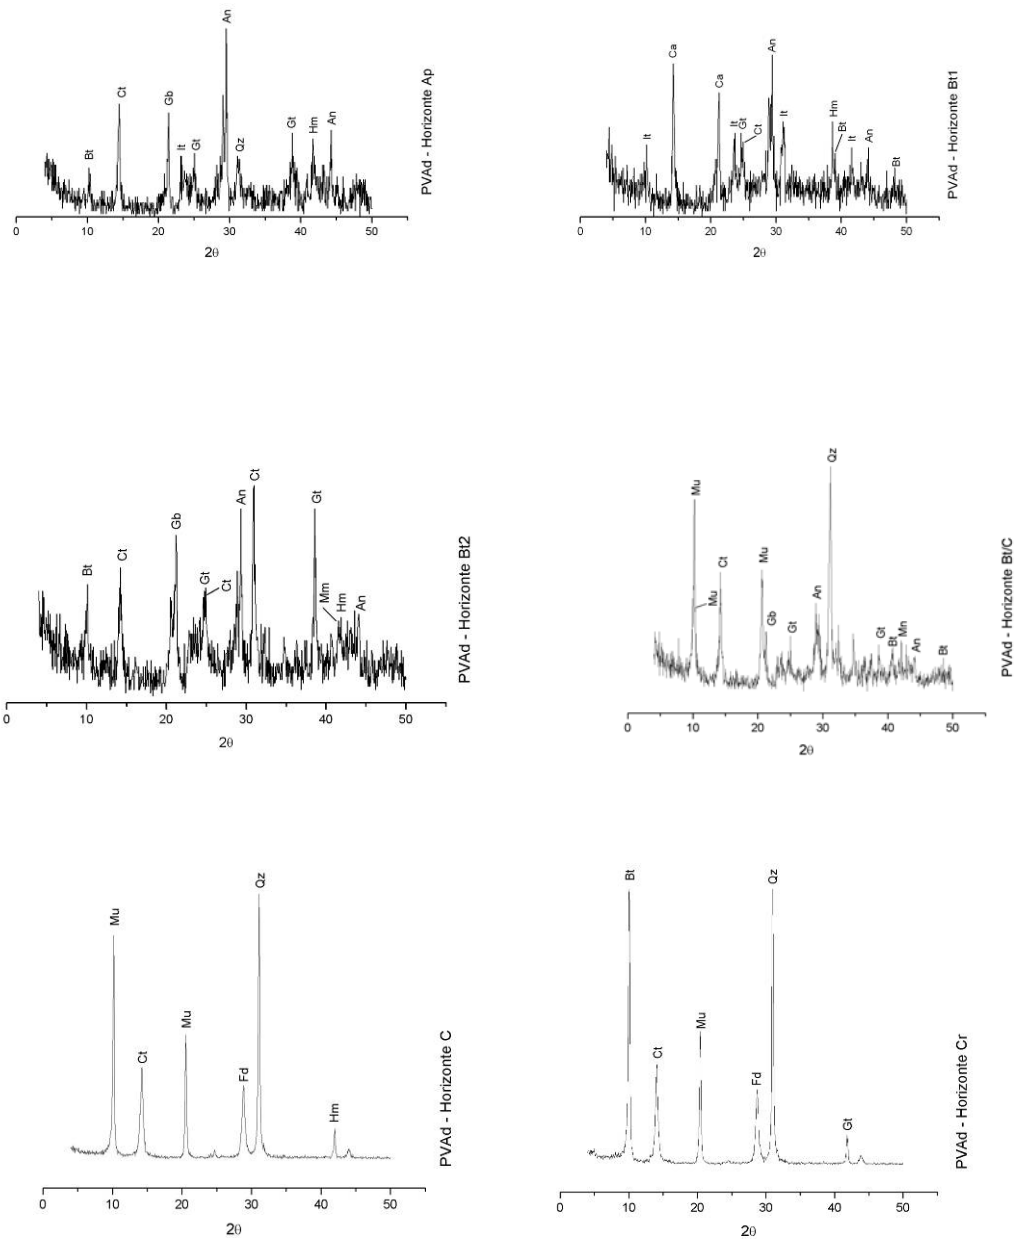 An
Ct
Gb
Bt
It
Gt
Qz
Gt
Hm
An
PVAd - Horizonte Ap
0 10 20 30 40 50
2θ
An
Ca
Ca
It
It
Gt
Ct
It
Hm
Bt
It
An
Bt
PVAd - Horizonte Bt1
0 10 20 30 40 50
2θ
Bt
Ct
Gb
Gt
Ct
An
Ct
Gt
Mm
Hm
An
PVAd - Horizonte Bt2
0 10 20 30 40 50
2θ
Mu
Mu
Ct
Mu
Gb
Gt
An
Qz
Gt
Bt
Mn
An
Bt
PVAd - Horizonte Bt/C
0 10 20 30 40 50
2θ
Mu
Ct
Mu
Fd
Qz
Hm
PVAd - Horizonte C
0 10 20 30 40 50
2θ
Bt
Ct
Mu
Fd
Qz
Gt
PVAd - Horizonte Cr
0 10 20 30 40 50
2θ